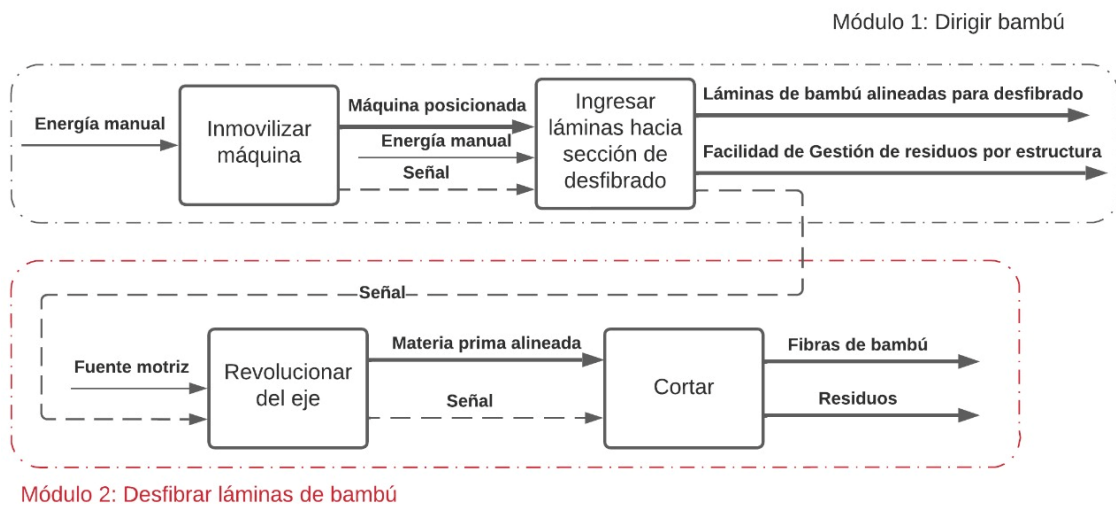 Módulo 1: Dirigir bambú
Energía manual
Inmovilizar
máquina
Máquina posicionada
Energía manual
Señal
Ingresar
láminas hacia
sección de
desfibrado
Láminas de bambú alineadas para desfibrado
Facilidad de Gestión de residuos por estructura
Señal
Fuente motriz
Revolucionar
del eje
Materia prima alineada
Señal
Cortar
Fibras de bambú
Residuos
Módulo 2: Desfibrar láminas de bambú